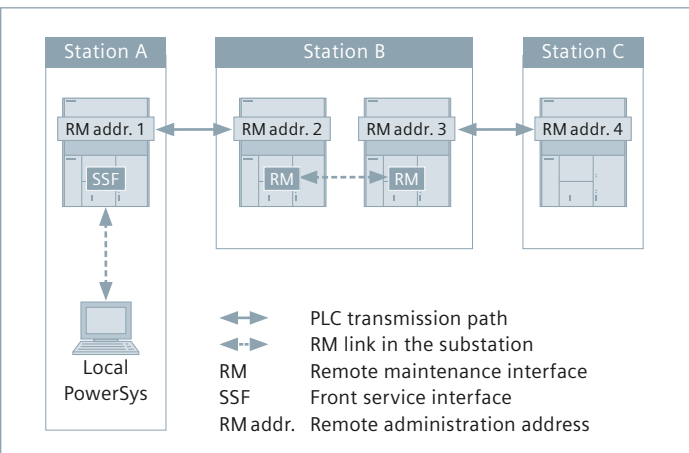 Station A
Station B
Station C
RM addr. 1
RM addr. 2
RM addr. 3
RM addr. 4
SSF
RM
RM
Local
PowerSys
PLC transmission path
RM link in the substation
RM Remote maintenance interface
SSF Front service interface
RM addr. Remote administration address